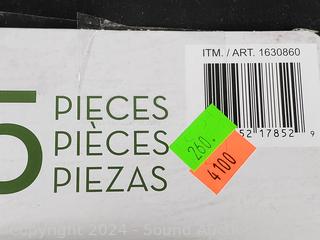 ITM. / ART. 1630860
5 PIECES
PIÈCES
PIEZAS
52 17852 9
260.
4100
Copyright 2024 - Sound Auction